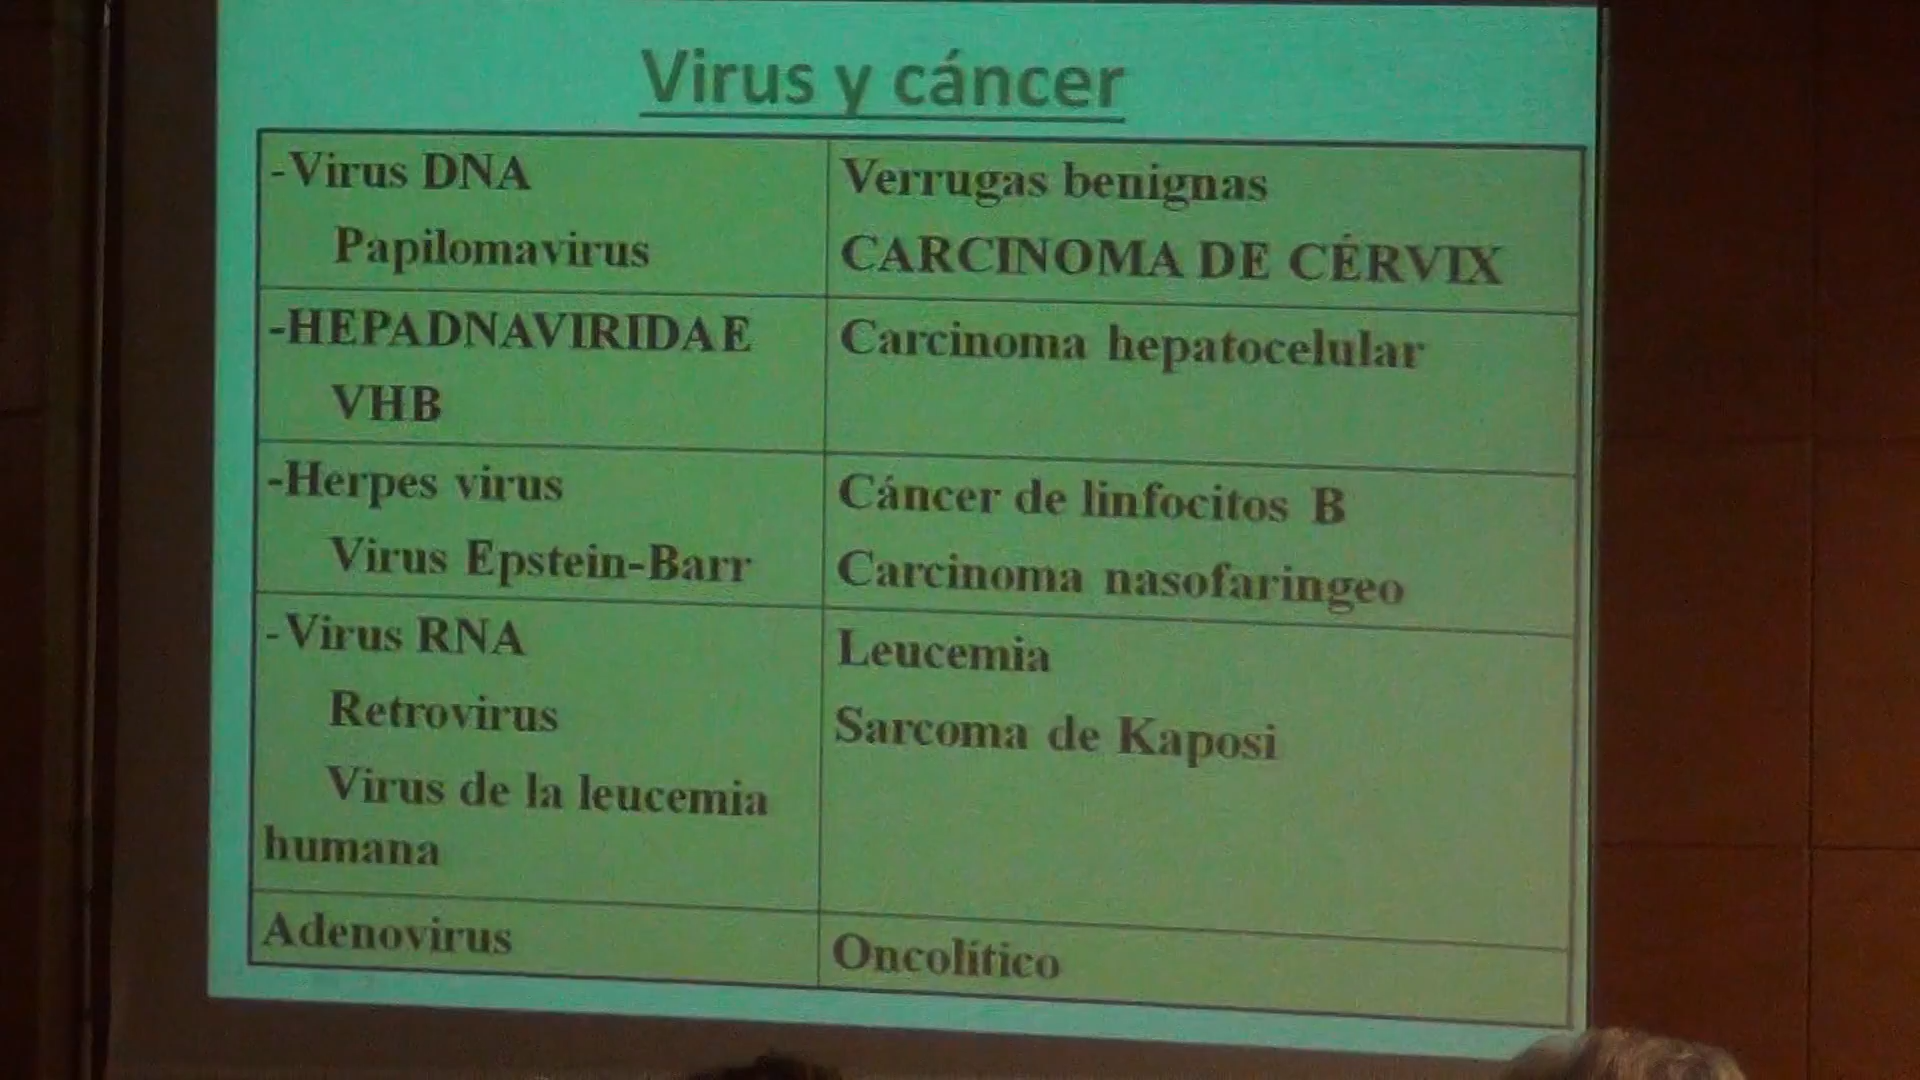 Virus y cáncer
-Virus DNA
Papilomavirus
Verrugas benignas
CARCINOMA DE CÉRVIX
-HEPADNAVIRIDAE
VHB
Carcinoma hepatocelular
-Herpes virus
Virus Epstein-Barr
Cáncer de linfocitos B
Carcinoma nasofaringeo
-Virus RNA
Retrovirus
Virus de la leucemia
humana
Leucemia
Sarcoma de Kaposi
Adenovirus
Oncolítico